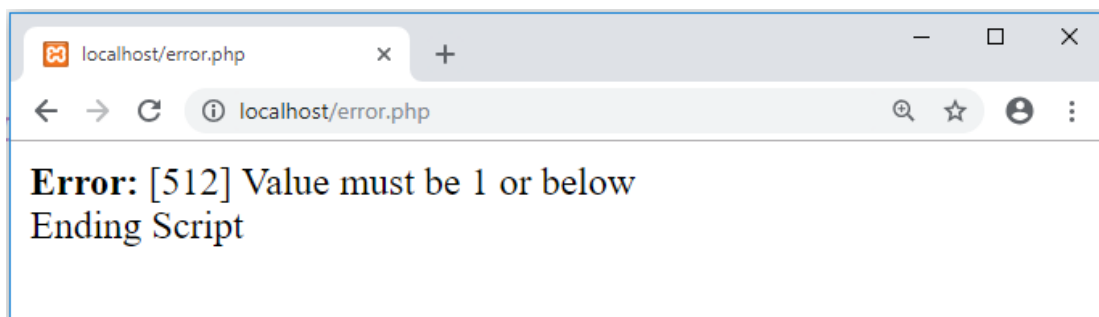 localhost/error.php
localhost/error.php
Error: [512] Value must be 1 or below
Ending Script